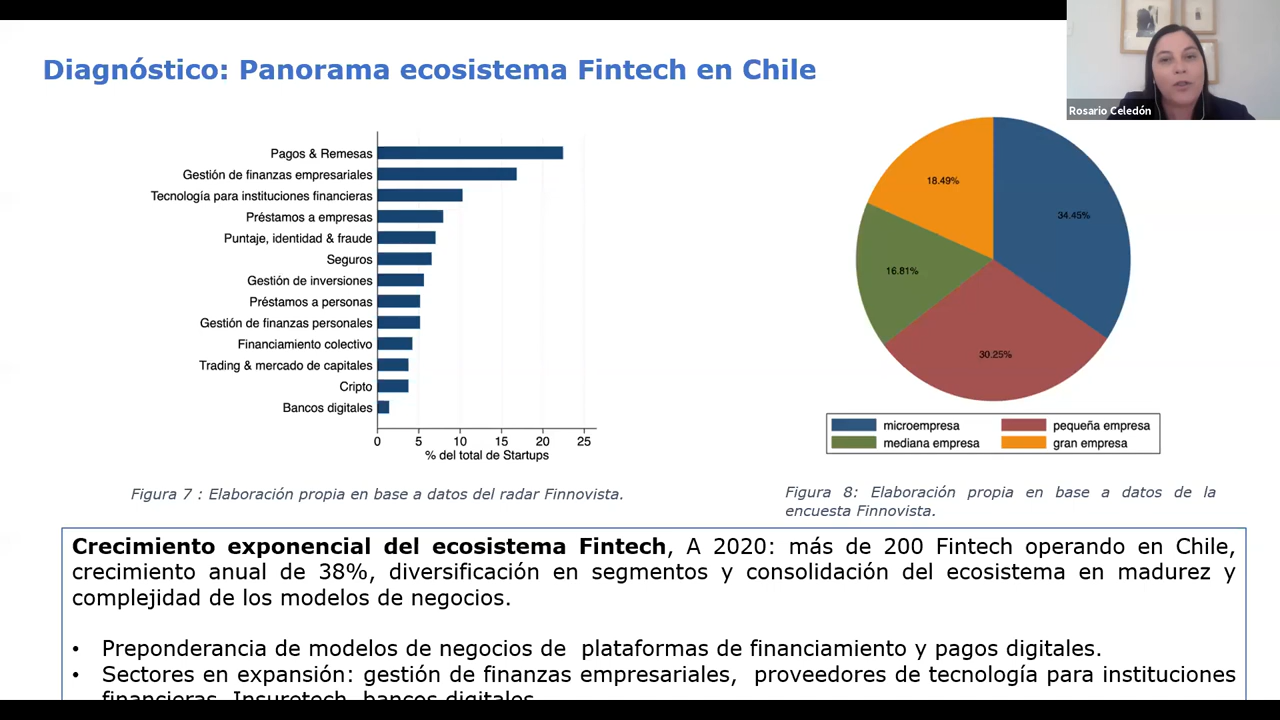 Diagnóstico: Panorama ecosistema Fintech en Chile
Rosario Celedón
Pagos & Remesas
Gestión de finanzas empresariales
Tecnología para instituciones financieras
Préstamos a empresas
Puntaje, identidad & fraude
Seguros
Gestión de inversiones
Préstamos a personas
Gestión de finanzas personales
Financiamiento colectivo
Trading & mercado de capitales
Cripto
Bancos digitales
0 5 10 15 20 25
% del total de Startups
Figura 7 : Elaboración propia en base a datos del radar Finnovista.
18.49%
34.45%
16.81%
30.25%
microempresa pequeña empresa
mediana empresa gran empresa
Figura 8: Elaboración propia en base a datos de la
encuesta Finnovista.
Crecimiento exponencial del ecosistema Fintech, A 2020: más de 200 Fintech operando en Chile,
crecimiento anual de 38%, diversificación en segmentos y consolidación del ecosistema en madurez y
complejidad de los modelos de negocios.
• Preponderancia de modelos de negocios de plataformas de financiamiento y pagos digitales.
• Sectores en expansión: gestión de finanzas empresariales, proveedores de tecnología para instituciones
financieras, Insuretech, bancos digitales